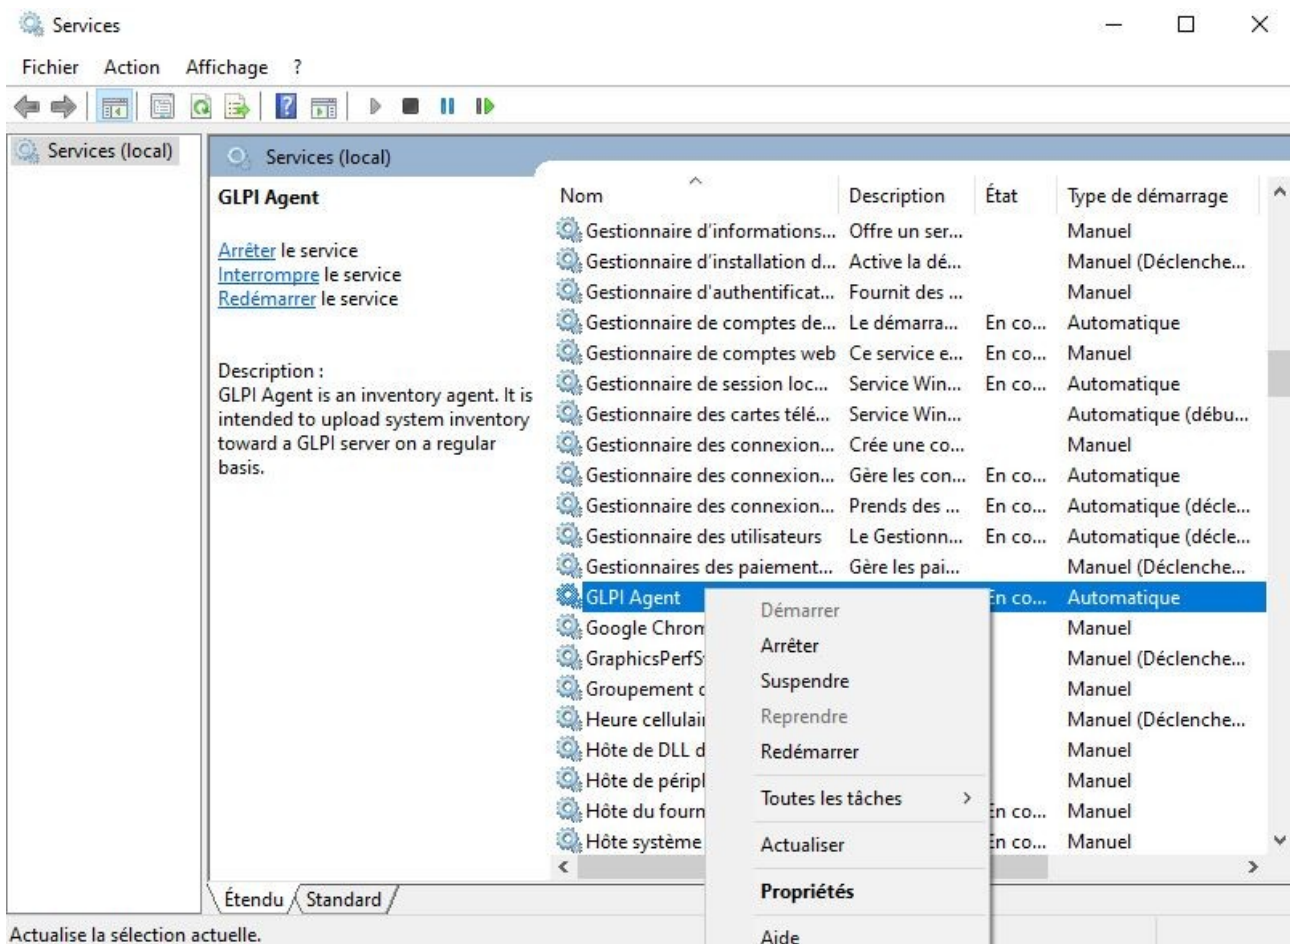 Services
Fichier Action Affichage ?
Services (local)
Services (local)
GLPI Agent
Arrêter le service
Interrompre le service
Redémarrer le service
Description :
GLPI Agent is an inventory agent. It is
intended to upload system inventory
toward a GLPI server on a regular
basis.
Nom Description État Type de démarrage
Gestionnaire d'informations... Offre un ser... Manuel
Gestionnaire d'installation d... Active la dé... Manuel (Déclenche...
Gestionnaire d'authentificat... Fournit des ... Manuel
Gestionnaire de comptes de... Le démarra... En co... Automatique
Gestionnaire de comptes web Ce service e... En co... Manuel
Gestionnaire de session loc... Service Win... En co... Automatique
Gestionnaire des cartes télé... Service Win... Automatique (débu...
Gestionnaire des connexion... Crée une co... Manuel
Gestionnaire des connexion... Gère les con... En co... Automatique
Gestionnaire des connexion... Prends des ... En co... Automatique (décle...
Gestionnaire des utilisateurs Le Gestionn... En co... Automatique (décle...
Gestionnaires des paiement... Gère les pai... Manuel (Déclenche...
GLPI Agent En co... Automatique
Google Chrom Manuel
GraphicsPerfS Manuel (Déclenche...
Groupement d Manuel
Heure cellulai Manuel (Déclenche...
Hôte de DLL d Manuel
Hôte de périph Manuel
Hôte du fourn En co... Manuel
Hôte système En co... Manuel
Démarrer
Arrêter
Suspendre
Reprendre
Redémarrer
Toutes les tâches
Actualiser
Propriétés
Aide
Étendu Standard
Actualise la sélection actuelle.